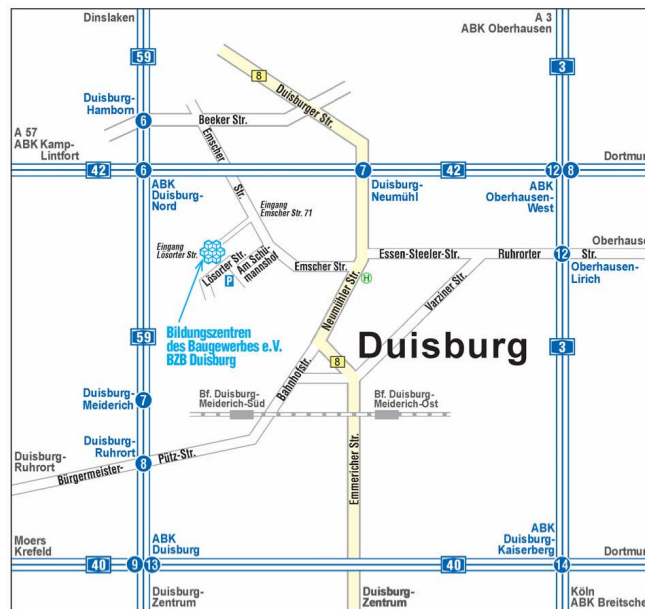 Dinslaken
A 3
ABK Oberhausen
59
8
3
Duisburg-
Hamborn
6
Beeker Str.
Duisburger Str.
Emscher
Str.
A 57
ABK Kamp-
Lintfort
42
6
7
42
12
8
Dortmun
ABK
Duisburg-
Nord
Duisburg-
Neumühl
ABK
Oberhausen-
West
Eingang
Emscher Str. 71
Eingang
Lösorter Str.
Lösorter Str.
Am Schür-
mannshof
P
Emscher Str.
Essen-Steeler-Str.
Ruhrorter
12
Str.
Oberhause
Oberhausen-
Lirich
H
Neumühler Str.
Varziner Str.
Bildungszentren
des Baugewerbes e.V.
BZB Duisburg
59
Duisburg
3
8
Bahnhofstr.
Duisburg-
Meiderich
7
Bf. Duisburg-
Meiderich-Süd
Bf. Duisburg-
Meiderich-Ost
Duisburg-
Ruhrort
Duisburg-
Ruhrort
8
Bürgermeister-
Pütz-Str.
Emmericher Str.
Moers
Krefeld
ABK
Duisburg
ABK
Duisburg-
Kaiserberg
Dortmun
40
9
13
40
14
Duisburg-
Zentrum
Duisburg-
Zentrum
Köln
ABK Breitsche